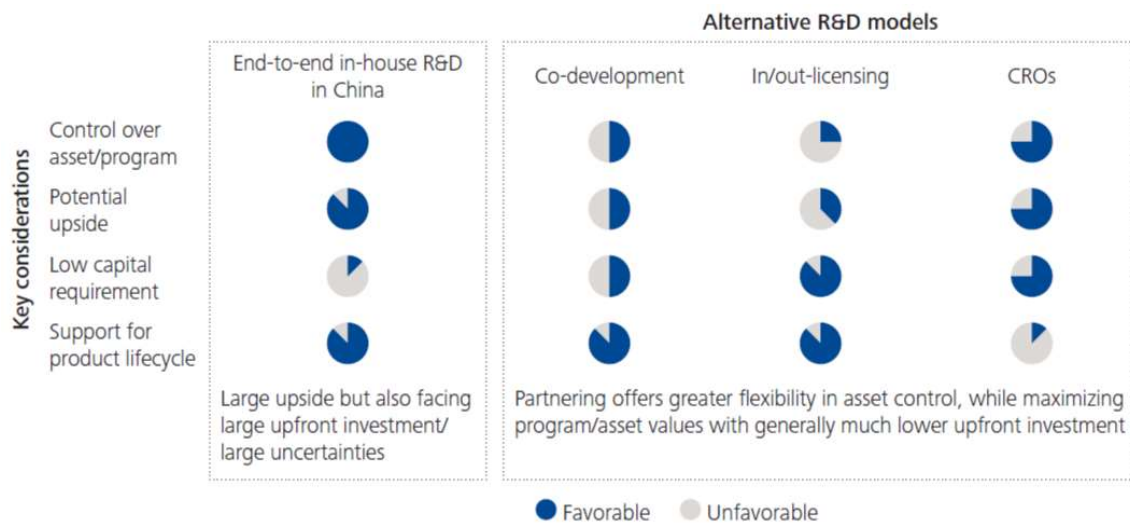 Alternative R&D models
End-to-end in-house R&D
in China
Co-development
In/out-licensing
CROs
Key considerations
Control over
asset/program
Potential
upside
Low capital
requirement
Support for
product lifecycle
Large upside but also facing
large upfront investment/
large uncertainties
Partnering offers greater flexibility in asset control, while maximizing
program/asset values with generally much lower upfront investment
Favorable
Unfavorable